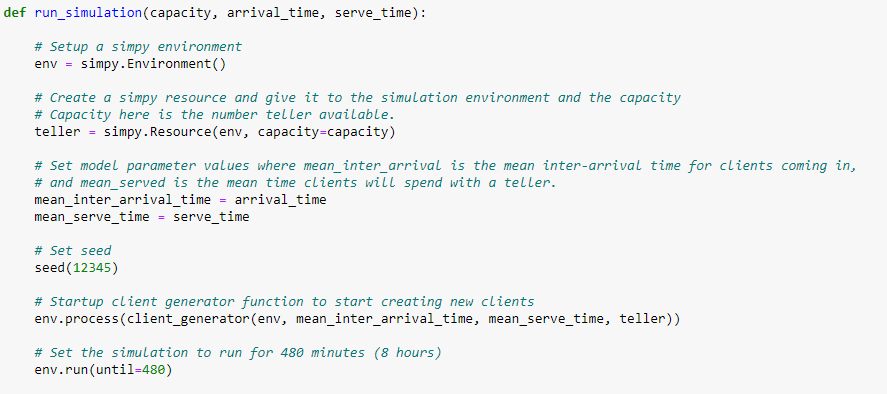 def run_simulation(capacity, arrival_time, serve_time):
# Setup a simpy environment
env = simpy.Environment()
# Create a simpy resource and give it to the simulation environment and the capacity
# Capacity here is the number teller available.
teller = simpy.Resource(env, capacity=capacity)
# Set model parameter values where mean_inter_arrival is the mean inter-arrival time for clients coming in,
# and mean_served is the mean time clients will spend with a teller.
mean_inter_arrival_time = arrival_time
mean_serve_time = serve_time
# Set seed
seed(12345)
# Startup client generator function to start creating new clients
env.process(client_generator(env, mean_inter_arrival_time, mean_serve_time, teller))
# Set the simulation to run for 480 minutes (8 hours)
env.run(until=480)